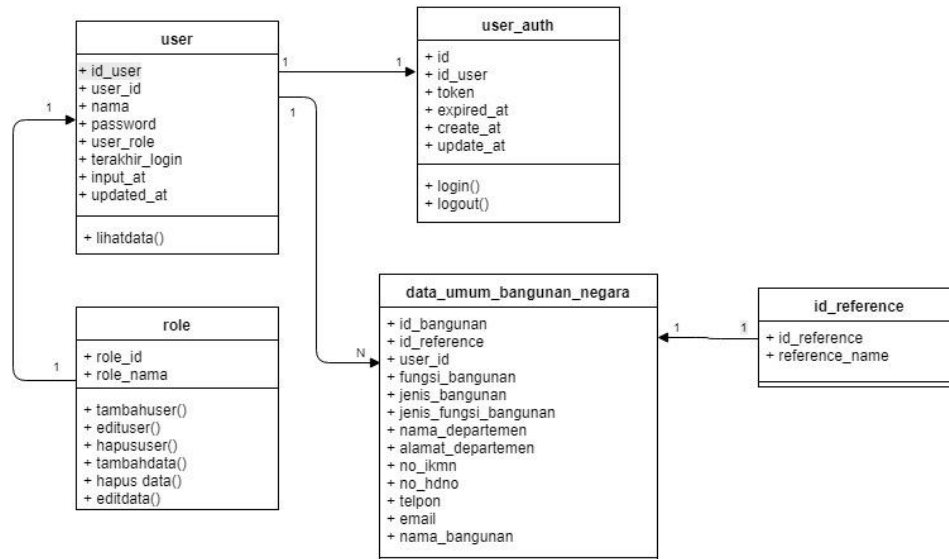 user
+ id_user
+ user_id
+ nama
+ password
+ user_role
+ terakhir_login
+ input_at
+ updated_at
+ lihatdata()
user_auth
+ id
+ id_user
+ token
+ expired_at
+ create_at
+ update_at
+ login()
+ logout()
1
1
1
1
1
N
role
+ role_id
+ role_nama
+ tambahuser()
+ edituser()
+ hapususer()
+ tambahdata()
+ hapus data()
+ editdata()
data_umum_bangunan_negara
+ id_bangunan
+ id_reference
+ user_id
+ fungsi_bangunan
+ jenis_bangunan
+ jenis_fungsi_bangunan
+ nama_departemen
+ alamat_departemen
+ no_ikmn
+ no_hdno
+ telpon
+ email
+ nama_bangunan
1
1
id_reference
+ id_reference
+ reference_name